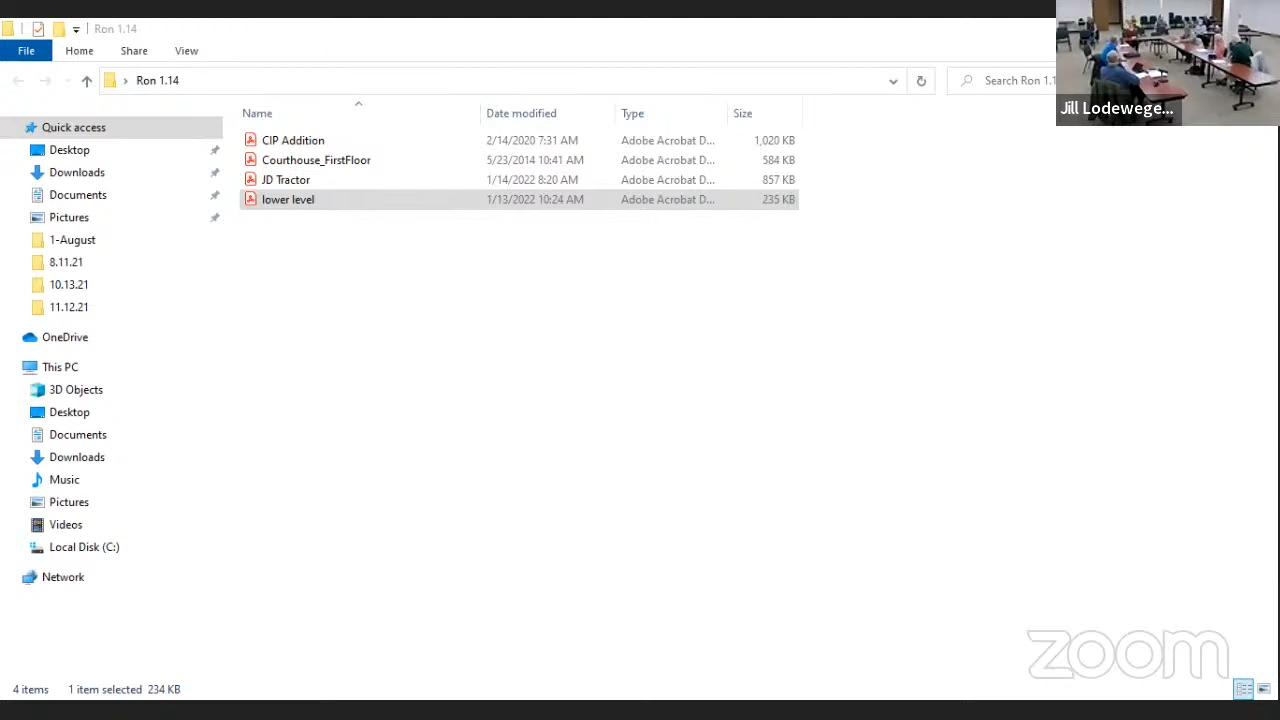 Ron 1.14
File Home Share View
Ron 1.14
Search Ron 1.1
Jill Lodewege...
Name Date modified Type Size
Quick access
Desktop
Downloads
Documents
Pictures
1-August
8.11.21
10.13.21
11.12.21
OneDrive
This PC
3D Objects
Desktop
Documents
Downloads
Music
Pictures
Videos
Local Disk (C:)
Network
CIP Addition 2/14/2020 7:31 AM Adobe Acrobat D... 1,020 KB
Courthouse_FirstFloor 5/23/2014 10:41 AM Adobe Acrobat D... 584 KB
JD Tractor 1/14/2022 8:20 AM Adobe Acrobat D... 857 KB
lower level 1/13/2022 10:24 AM Adobe Acrobat D... 235 KB
zoom
4 items 1 item selected 234 KB